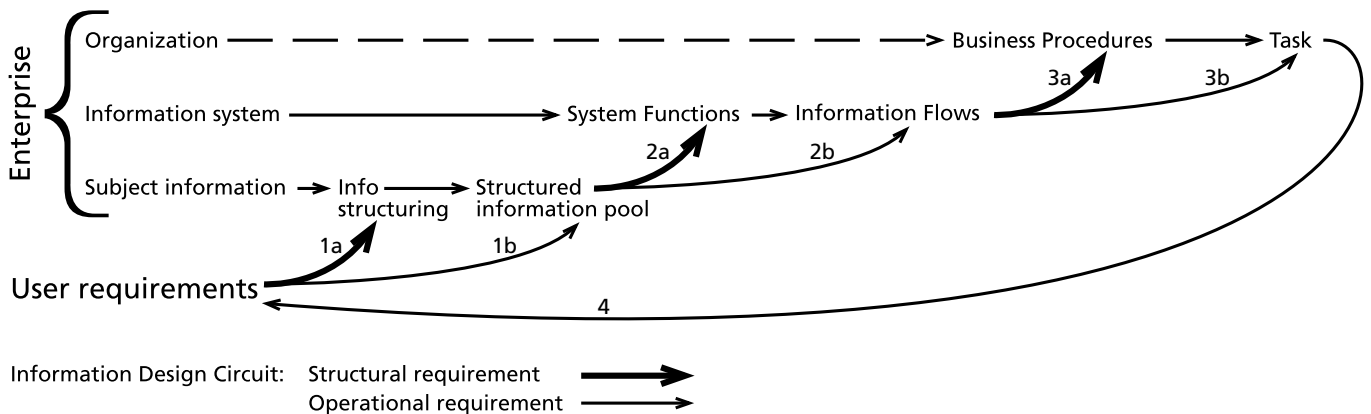 Enterprise
Organization
Business Procedures
Task
3a
3b
Information system
System Functions
Information Flows
2a
2b
Subject information
Info
structuring
Structured
information pool
1a
1b
User requirements
4
Information Design Circuit:
Structural requirement
Operational requirement